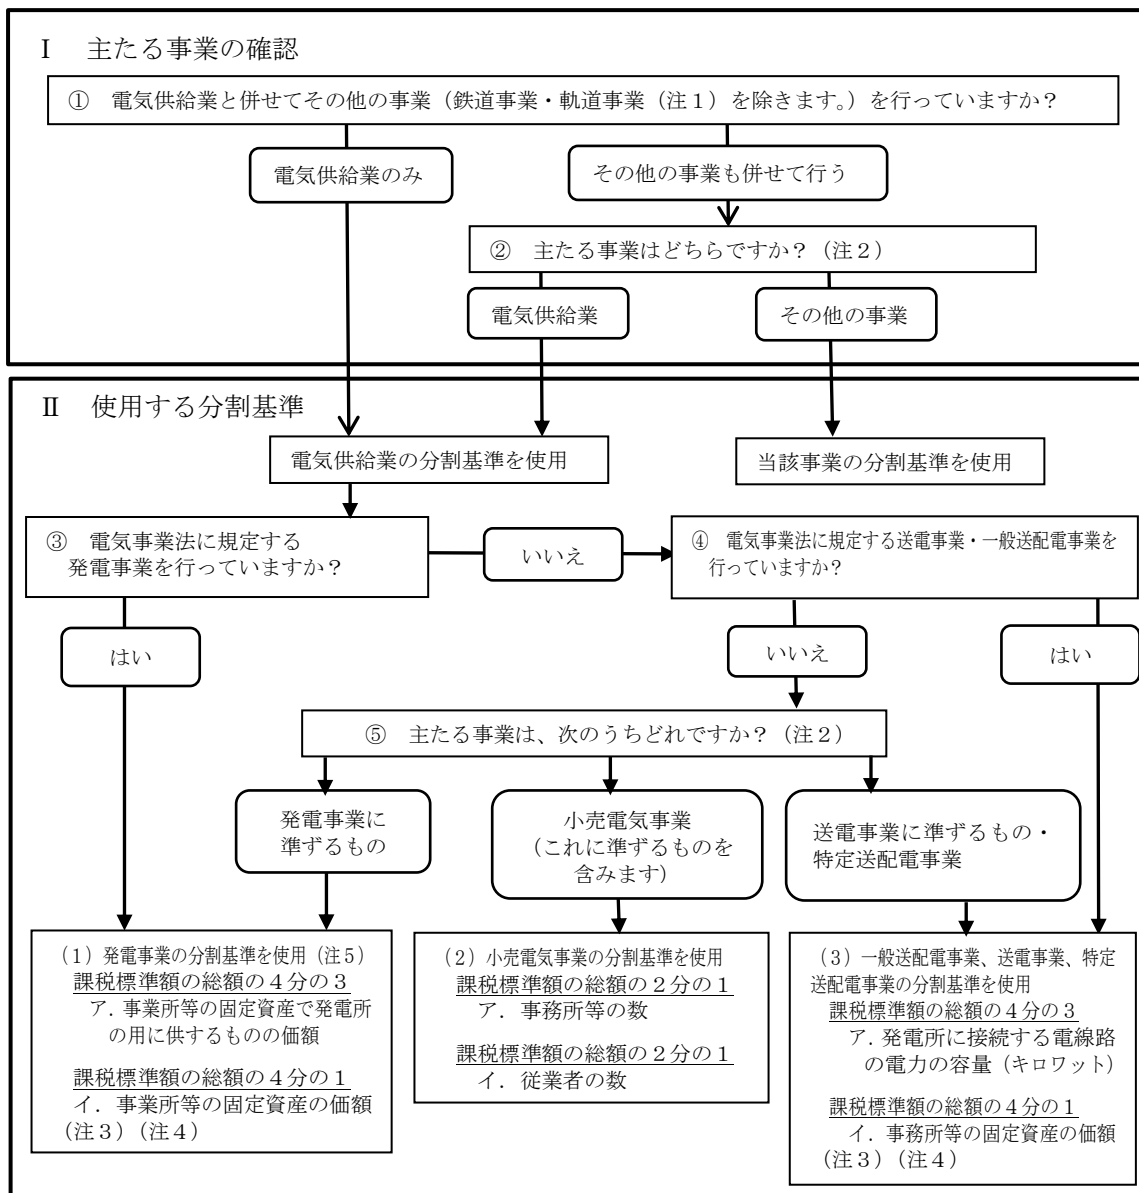 Ⅰ 主たる事業の確認
① 電気供給業と併せてその他の事業（鉄道事業・軌道事業（注１）を除きます。）を行っていますか？
電気供給業のみ
その他の事業も併せて行う
② 主たる事業はどちらですか？（注２）
電気供給業
その他の事業
Ⅱ 使用する分割基準
電気供給業の分割基準を使用
当該事業の分割基準を使用
③ 電気事業法に規定する
発電事業を行っていますか？
いいえ
④ 電気事業法に規定する送電事業・一般送配電事業を
行っていますか？
はい
いいえ
はい
⑤ 主たる事業は、次のうちどれですか？（注２）
発電事業に
準ずるもの
小売電気事業
（これに準ずるものを
含みます）
送電事業に準ずるもの・
特定送配電事業
（１）発電事業の分割基準を使用（注５）
課税標準額の総額の４分の３
ア．事業所等の固定資産で発電所
の用に供するものの価額
課税標準額の総額の４分の１
イ．事業所等の固定資産の価額
（注３）（注４）
（２）小売電気事業の分割基準を使用
課税標準額の総額の２分の１
ア．事務所等の数
課税標準額の総額の２分の１
イ．従業者の数
（３）一般送配電事業、送電事業、特定
送配電事業の分割基準を使用
課税標準額の総額の４分の３
ア．発電所に接続する電線路
の電力の容量（キロワット）
課税標準額の総額の４分の１
イ．事務所等の固定資産の価額
（注３）（注４）